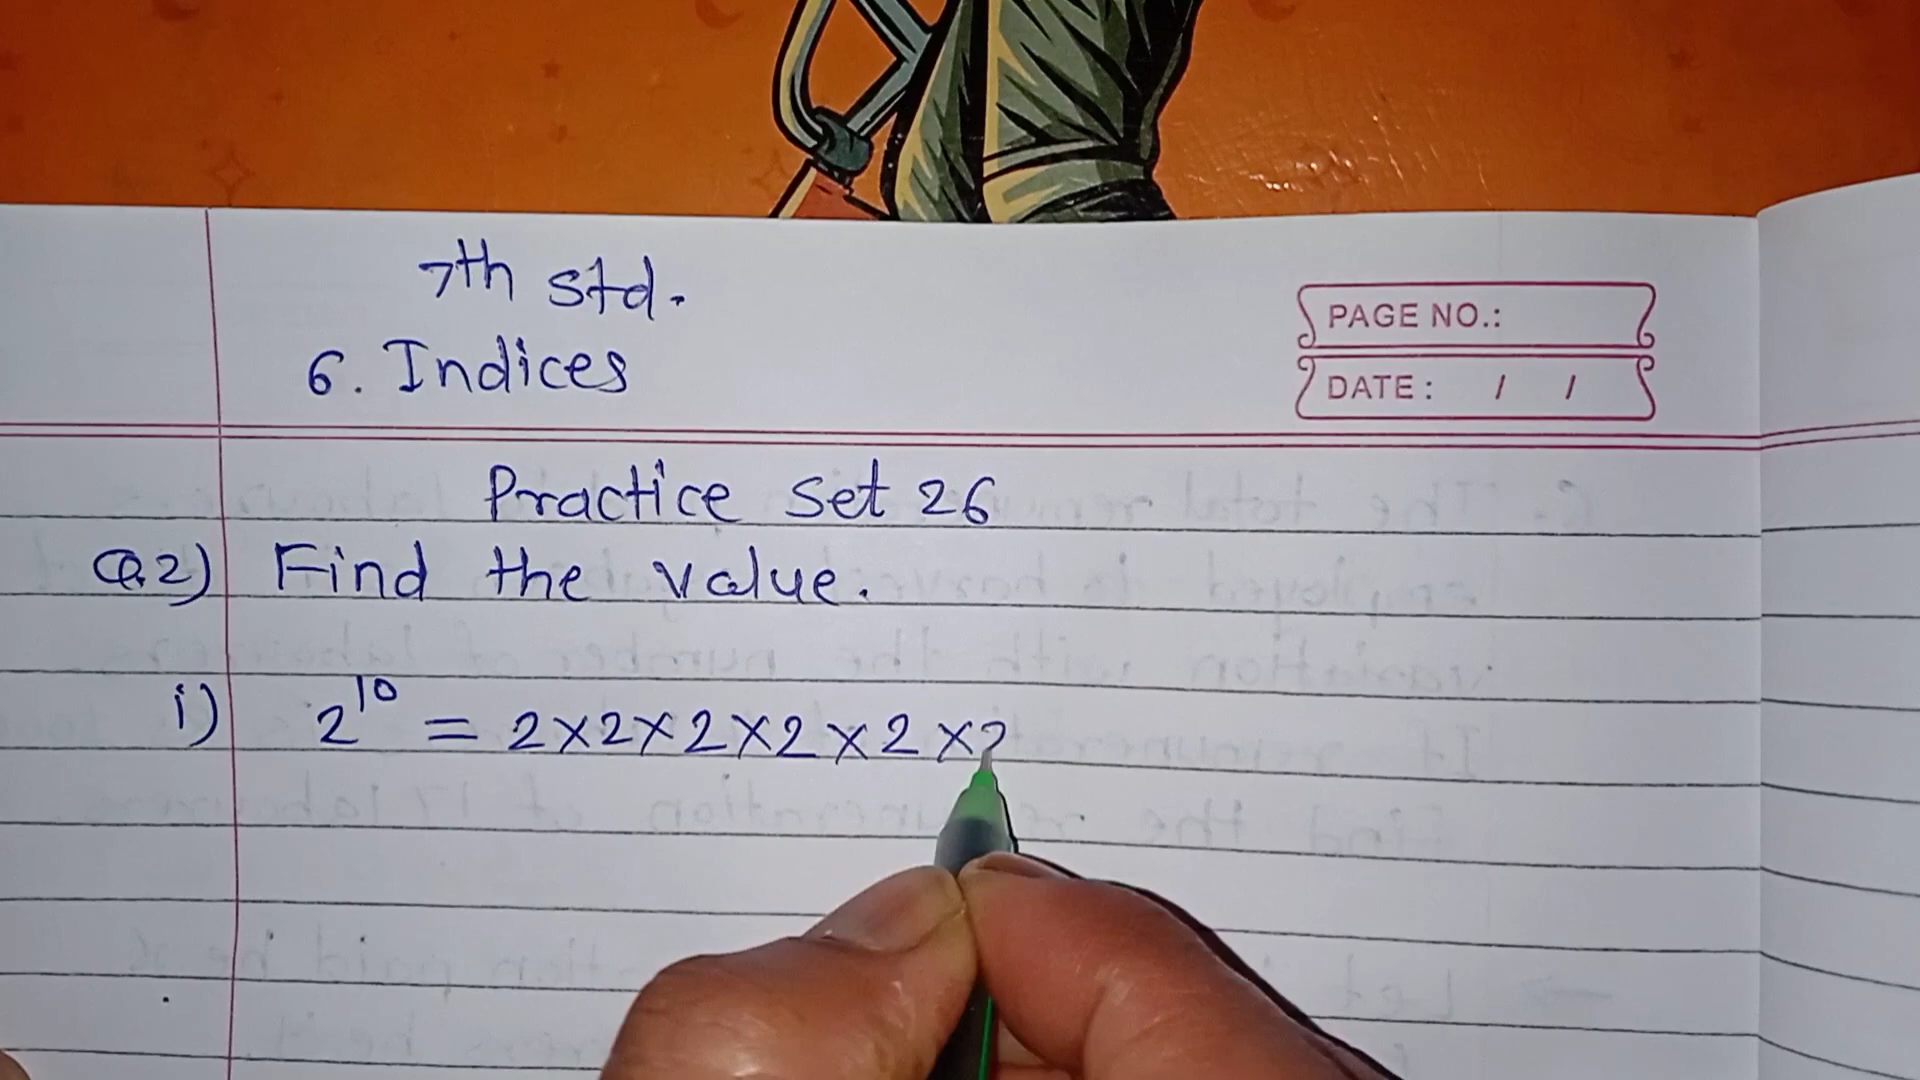 7th std.
6. Indices
PAGE NO.:
DATE: / /
Practice set 26
Q.2) Find the value.
i) 2¹⁰ = 2×2×2×2×2×2